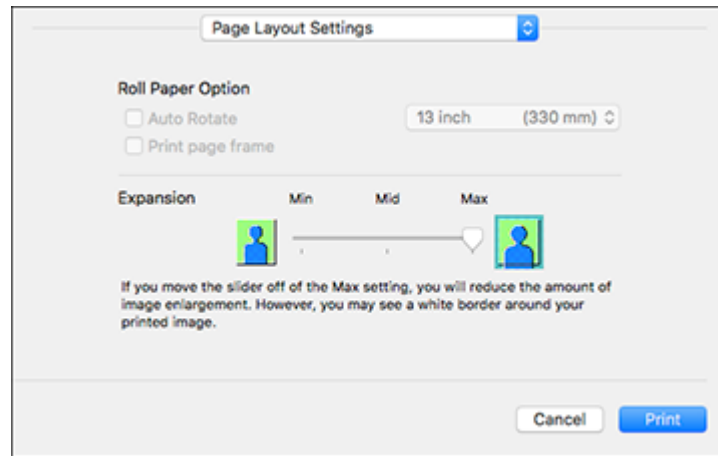 Page Layout Settings
Roll Paper Option
Auto Rotate
13 inch (330 mm)
Print page frame
Expansion Min Mid Max
If you move the slider off of the Max setting, you will reduce the amount of
image enlargement. However, you may see a white border around your
printed image.
Cancel Print